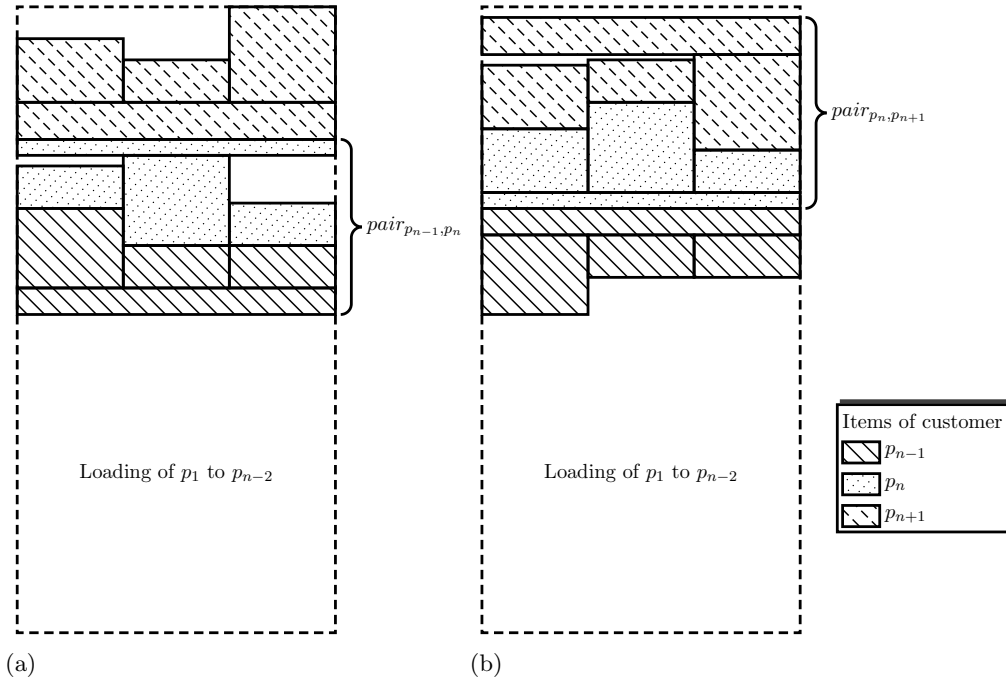 pair_{p_{n−1},p_n}
pair_{p_n,p_{n+1}}
Loading of p_1 to p_{n−2}
Loading of p_1 to p_{n−2}
Items of customer
p_{n−1}
p_n
p_{n+1}
(a)
(b)